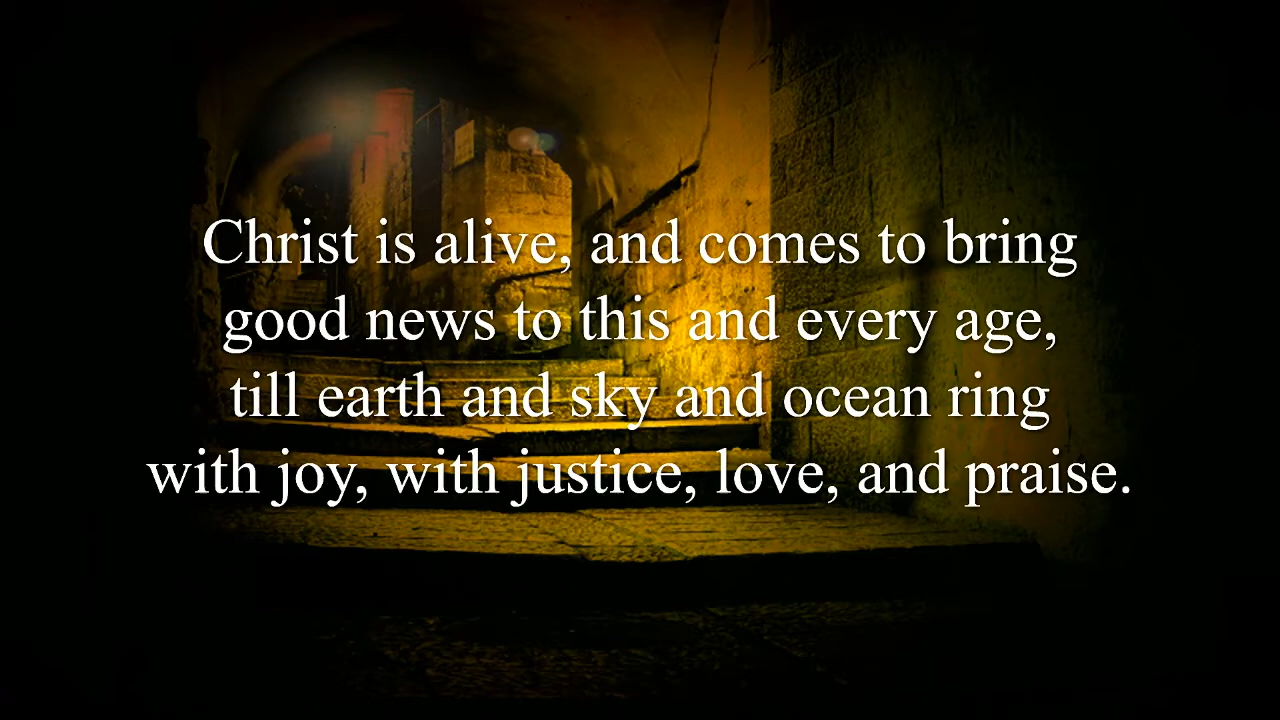 Christ is alive, and comes to bring
good news to this and every age,
till earth and sky and ocean ring
with joy, with justice, love, and praise.